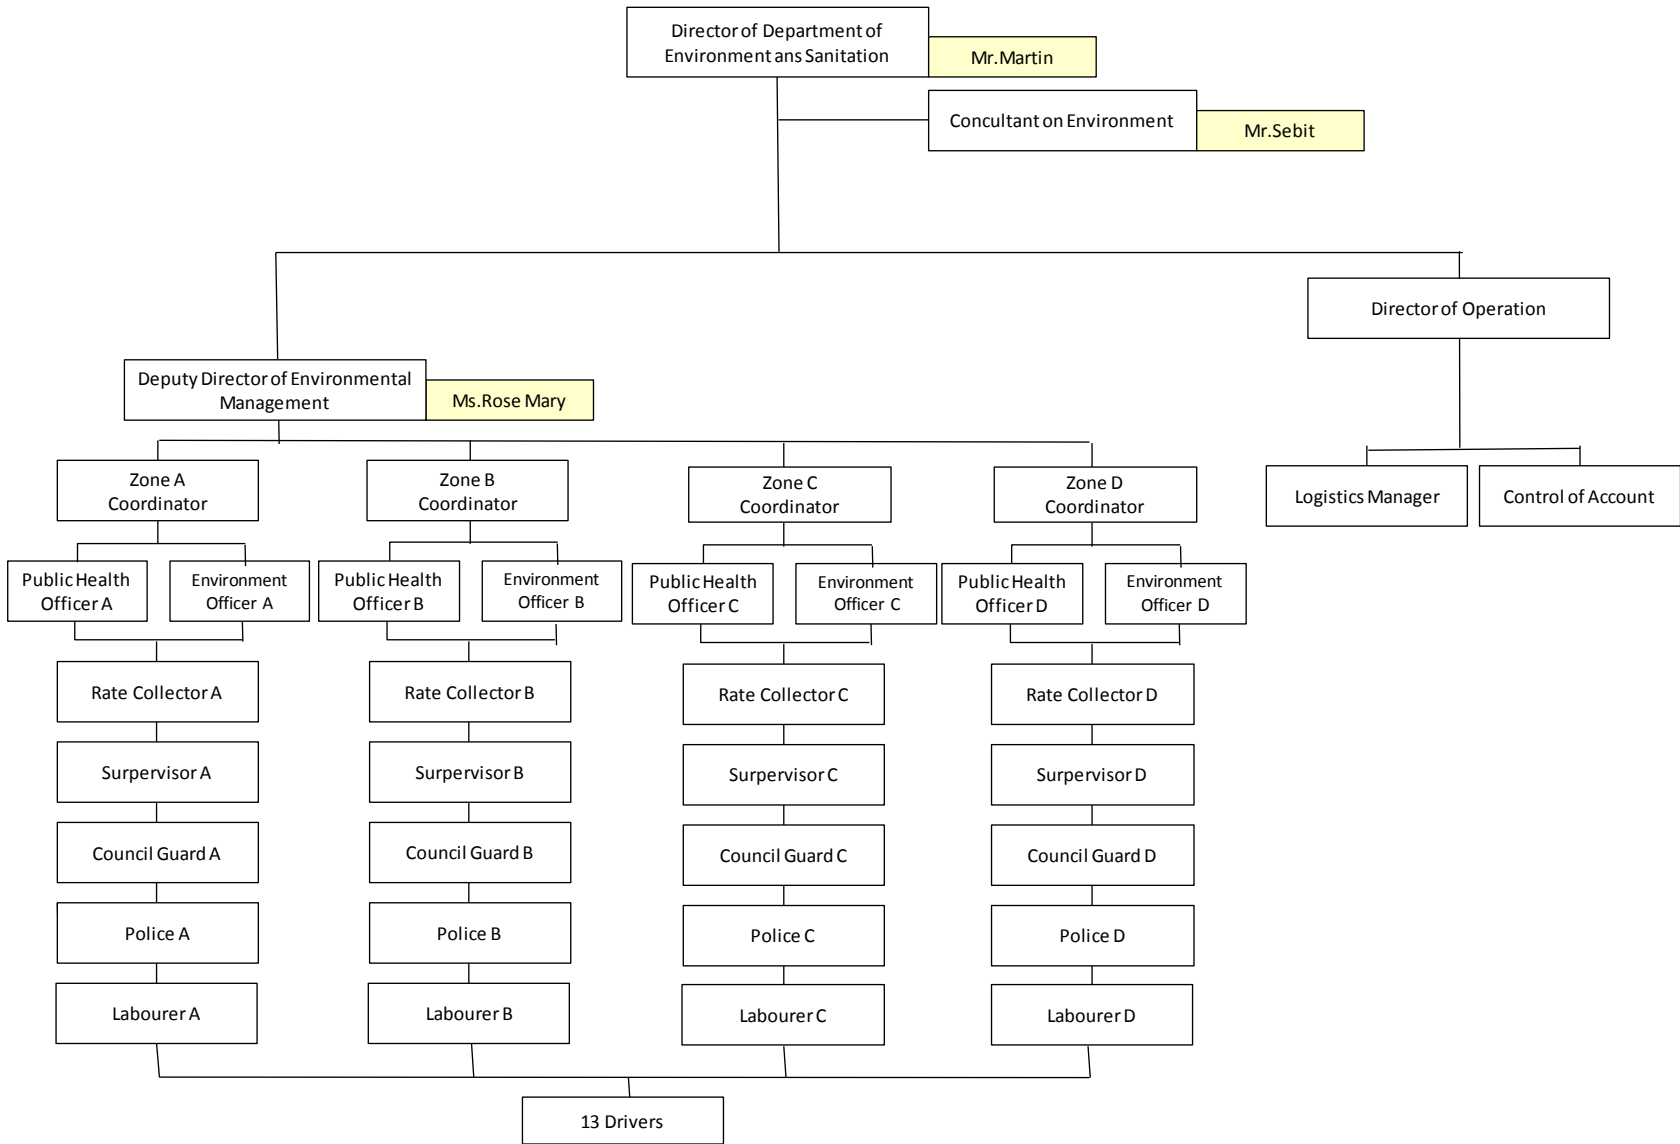 Director of Department of
Environment ans Sanitation
Mr.Martin
Concultant on Environment
Mr.Sebit
Director of Operation
Deputy Director of Environmental
Management
Ms.Rose Mary
Zone A
Coordinator
Zone B
Coordinator
Zone C
Coordinator
Zone D
Coordinator
Logistics Manager
Control of Account
Public Health
Officer A
Environment
Officer A
Public Health
Officer B
Environment
Officer B
Public Health
Officer C
Environment
Officer C
Public Health
Officer D
Environment
Officer D
Rate Collector A
Rate Collector B
Rate Collector C
Rate Collector D
Surpervisor A
Surpervisor B
Surpervisor C
Surpervisor D
Council Guard A
Council Guard B
Council Guard C
Council Guard D
Police A
Police B
Police C
Police D
Labourer A
Labourer B
Labourer C
Labourer D
13 Drivers